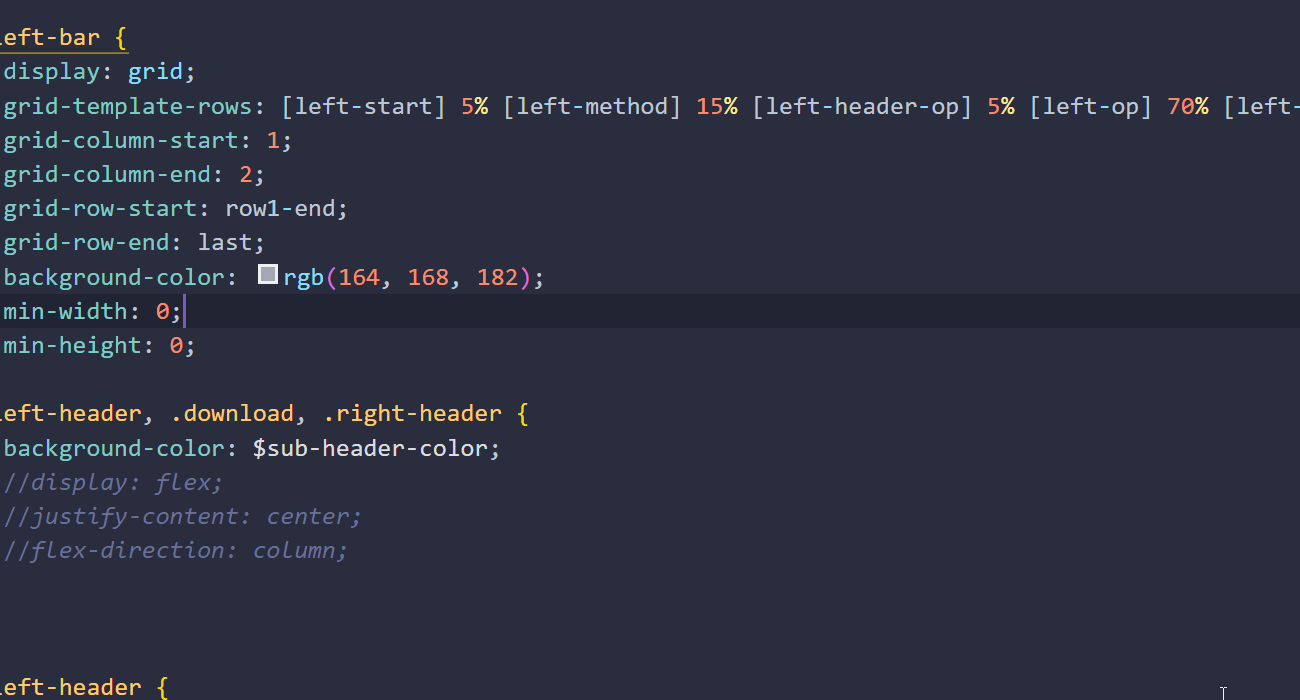 left-bar {
display: grid;
grid-template-rows: [left-start] 5% [left-method] 15% [left-header-op] 5% [left-op] 70% [left-
grid-column-start: 1;
grid-column-end: 2;
grid-row-start: row1-end;
grid-row-end: last;
background-color: rgb(164, 168, 182);
min-width: 0;
min-height: 0;
left-header, .download, .right-header {
background-color: $sub-header-color;
//display: flex;
//justify-content: center;
//flex-direction: column;
left-header {